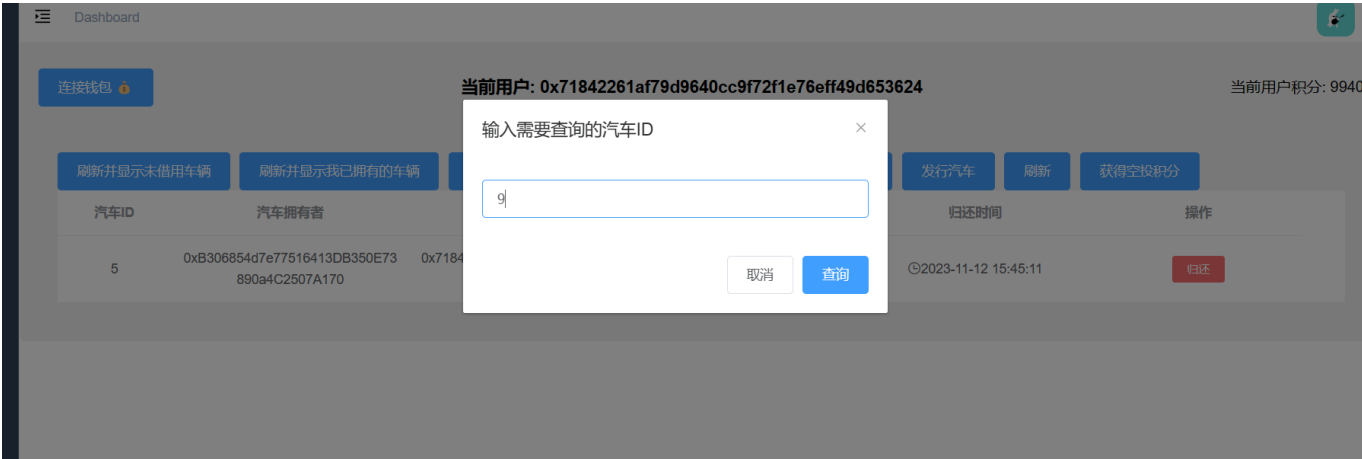 Dashboard
连接钱包
当前用户: 0x71842261af79d9640cc9f72f1e76eff49d653624
当前用户积分: 9940
输入需要查询的汽车ID
刷新并显示未借用车辆
刷新并显示我已拥有的车辆
发行汽车
刷新
获得空投积分
9
汽车ID
汽车拥有者
归还时间
操作
5
0xB306854d7e77516413DB350E73
890a4C2507A170
0x7184
2023-11-12 15:45:11
归还
取消
查询